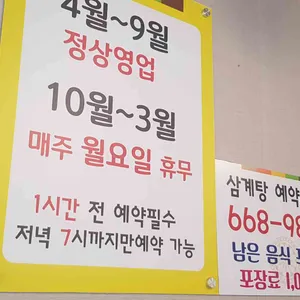 4월~9월
정상영업
10월~3월
매주 월요일 휴무
1시간 전 예약필수
저녁 7시까지만예약 가능
삼계탕 예약
668-98
남은 음식
포장료